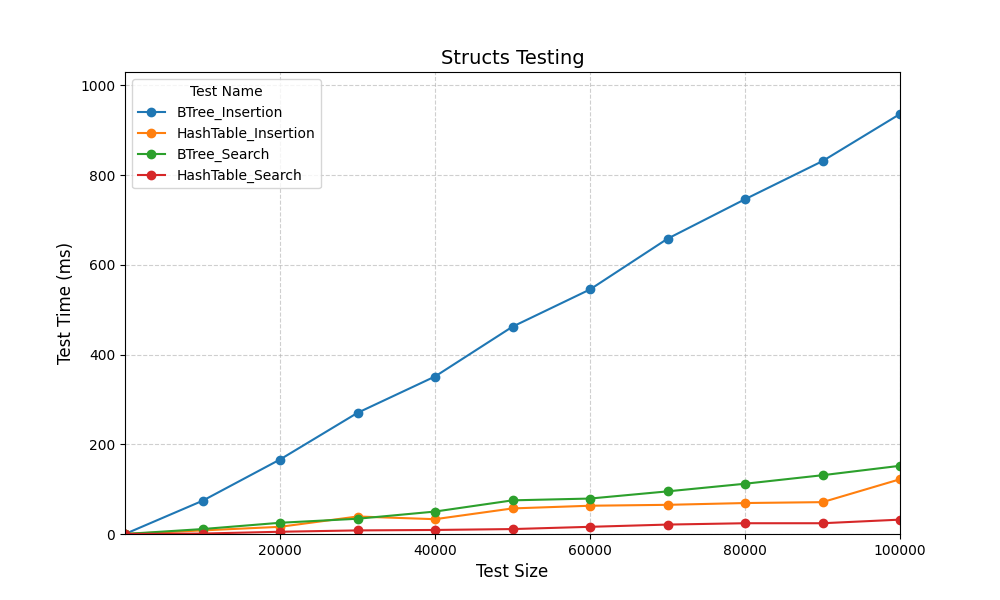 Structs Testing
Test Name
BTree_Insertion
HashTable_Insertion
BTree_Search
HashTable_Search
1000
800
600
400
200
0
Test Time (ms)
20000 40000 60000 80000 100000
Test Size